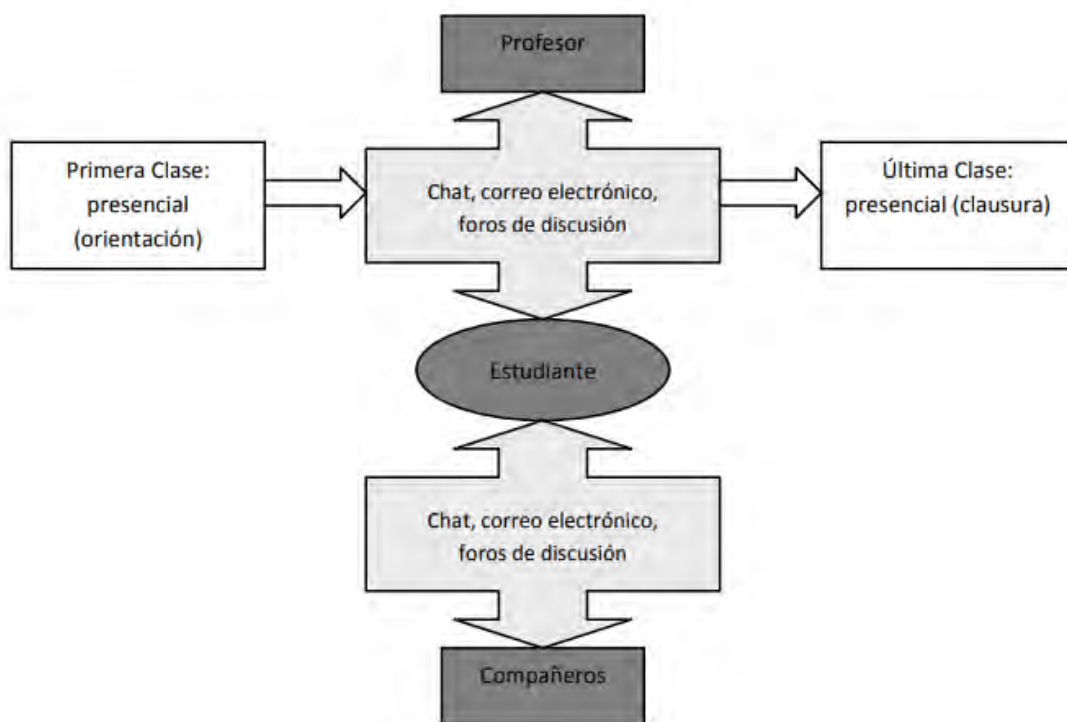 Profesor
Primera Clase:
presencial
(orientación)
Chat, correo electrónico,
foros de discusión
Última Clase:
presencial (clausura)
Estudiante
Chat, correo electrónico,
foros de discusión
Compañeros